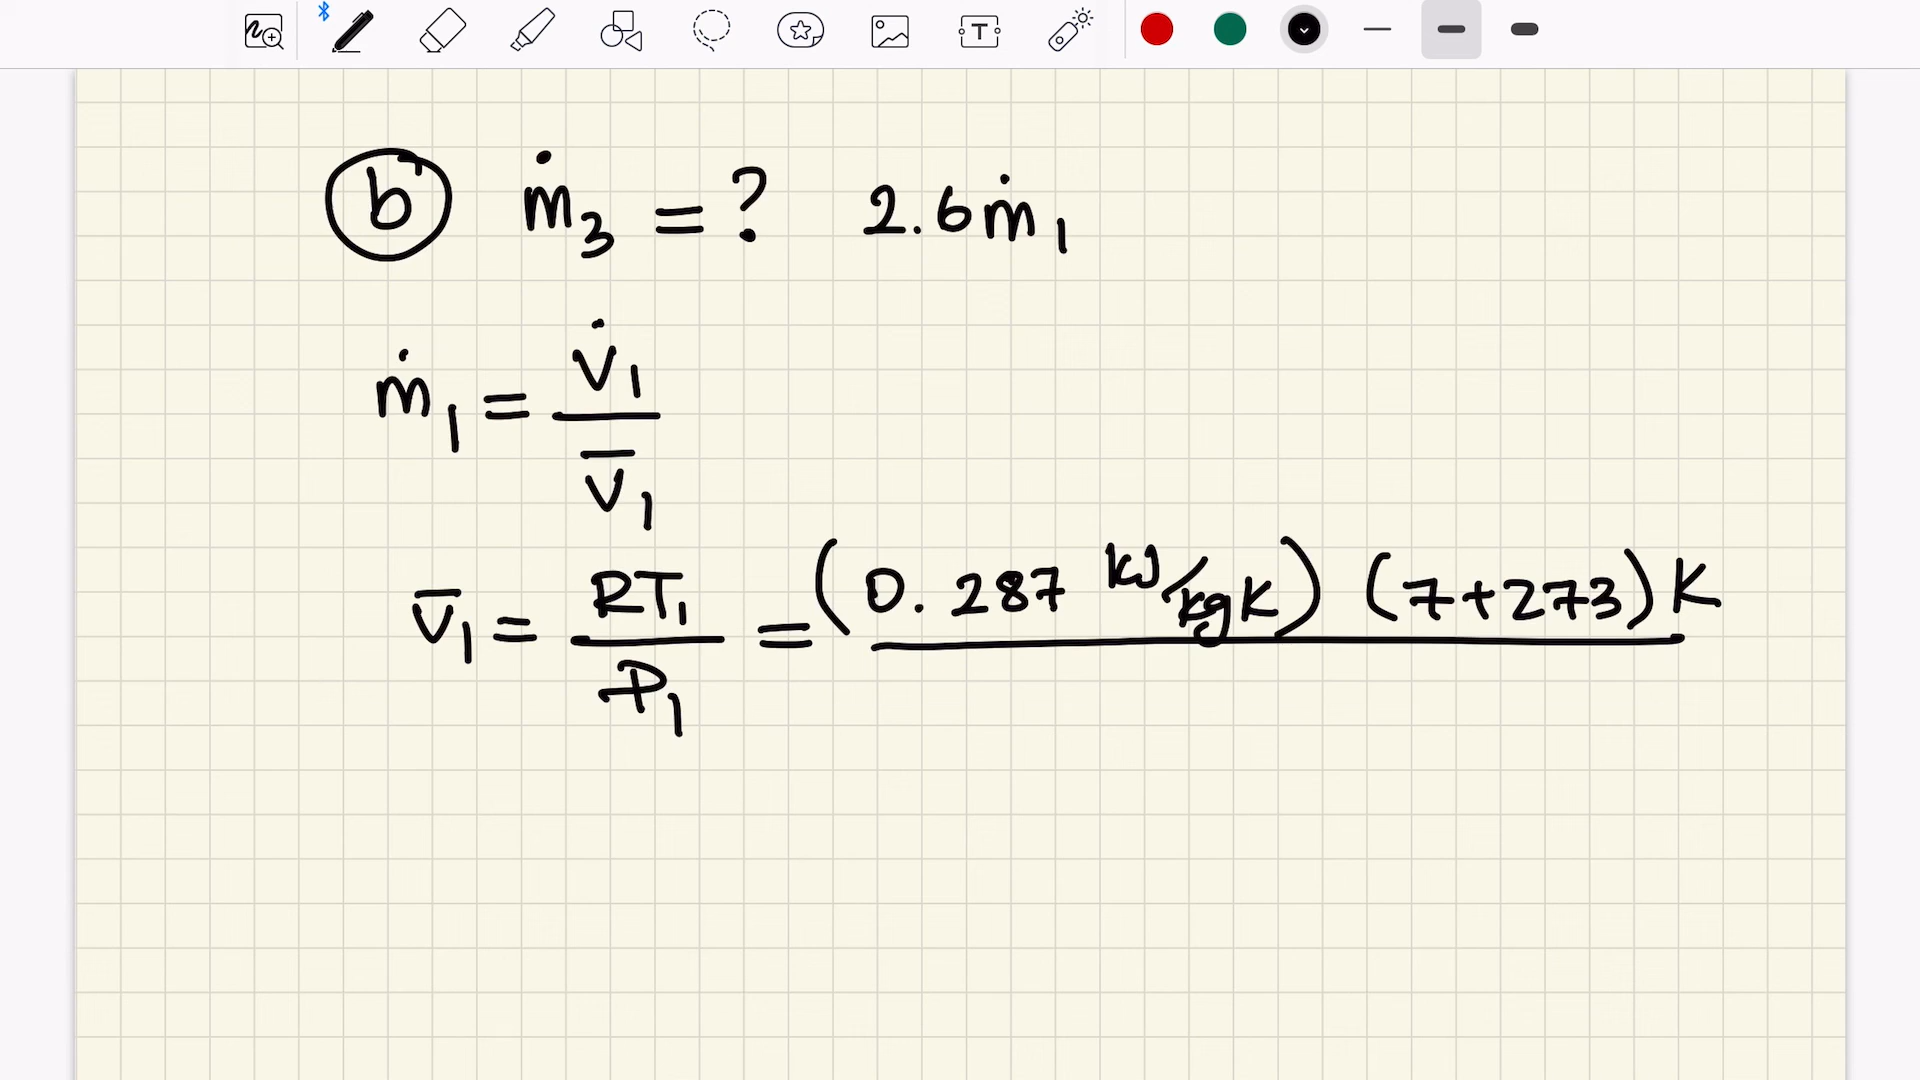 T
b ṁ₃ = ? 2.6ṁ₁
ṁ₁ = V̇₁ / v̅₁
v̅₁ = RT₁ / P₁ = (0.287 kJ/kgK) (7+273)K